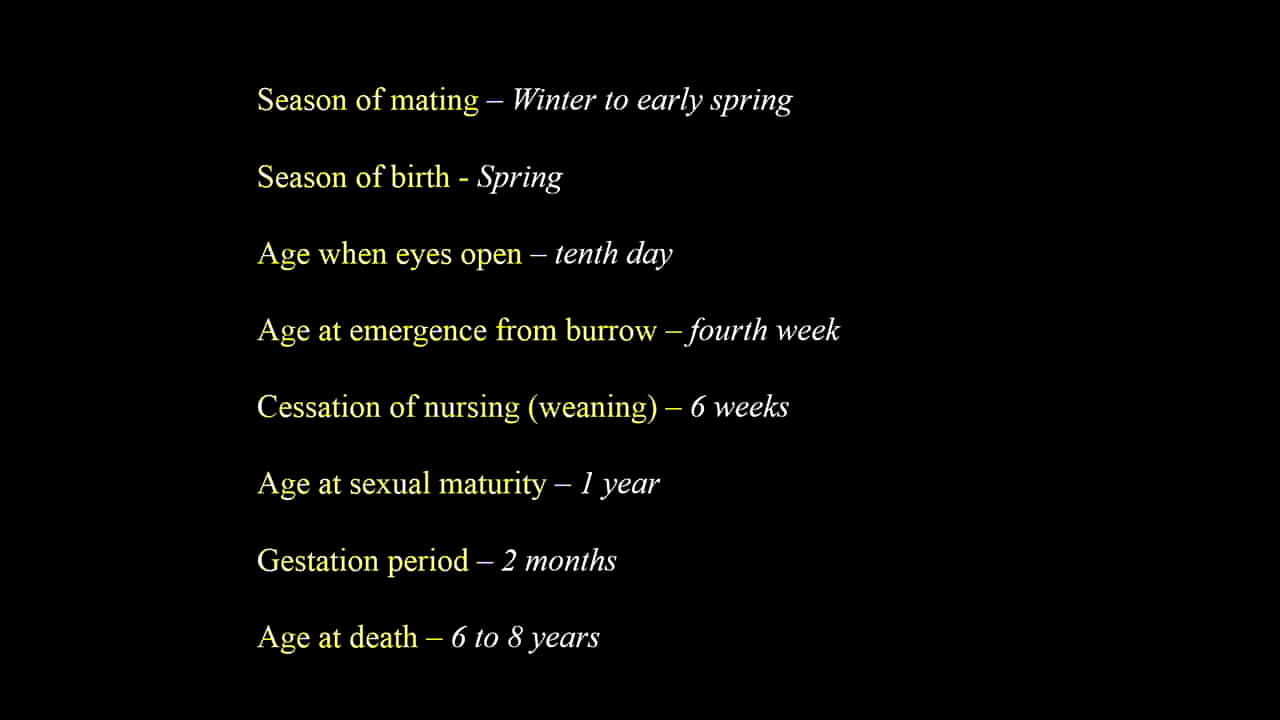 Season of mating – Winter to early spring
Season of birth - Spring
Age when eyes open – tenth day
Age at emergence from burrow – fourth week
Cessation of nursing (weaning) – 6 weeks
Age at sexual maturity – 1 year
Gestation period – 2 months
Age at death – 6 to 8 years